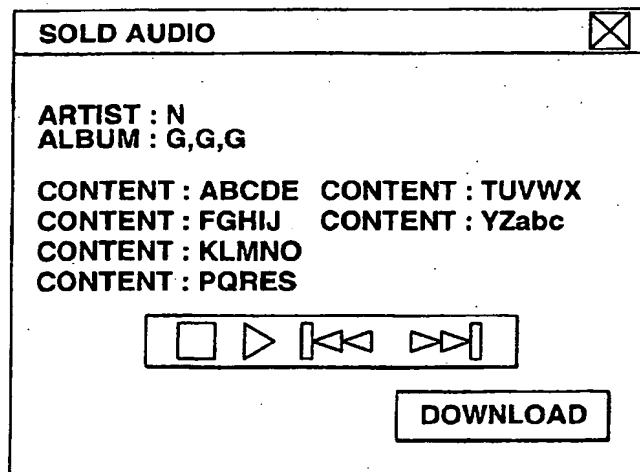 SOLD AUDIO
ARTIST : N
ALBUM : G,G,G
CONTENT : ABCDE CONTENT : TUVWX
CONTENT : FGHIJ CONTENT : YZabc
CONTENT : KLMNO
CONTENT : PQRES
DOWNLOAD